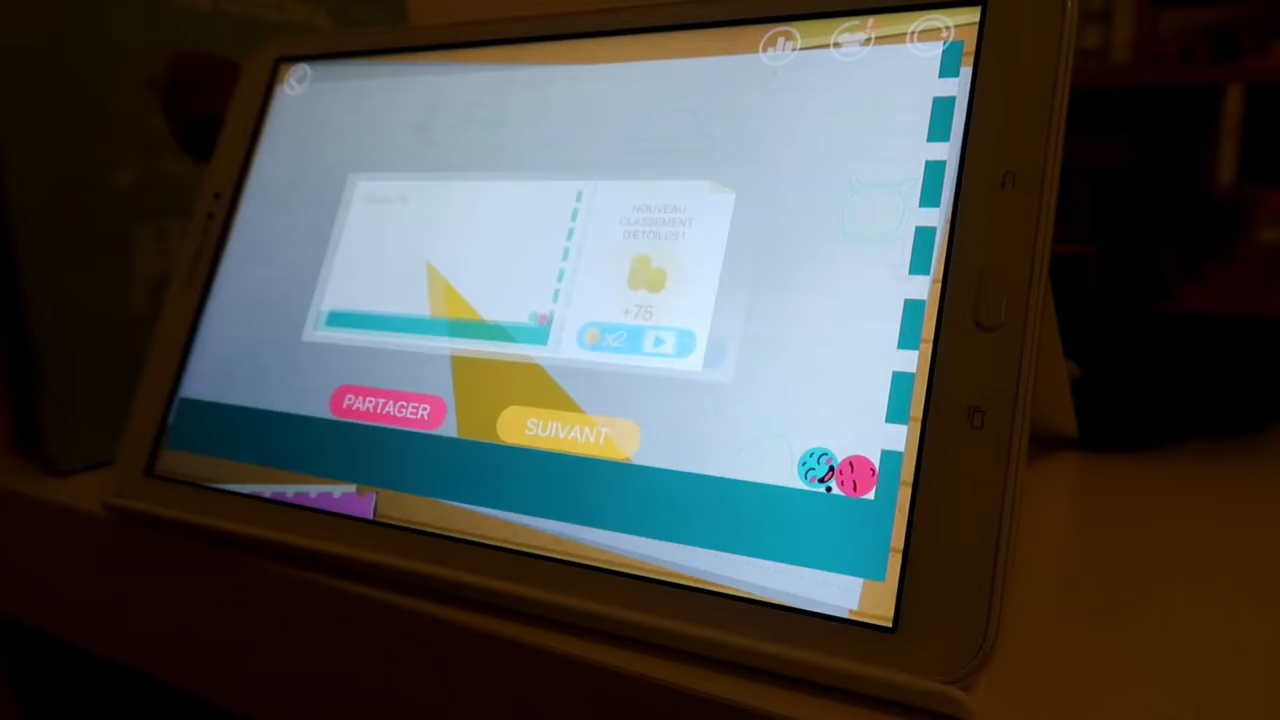 NOUVEAU
CLASSEMENT
D'ÉTOILES !
+75
x2
PARTAGER
SUIVANT